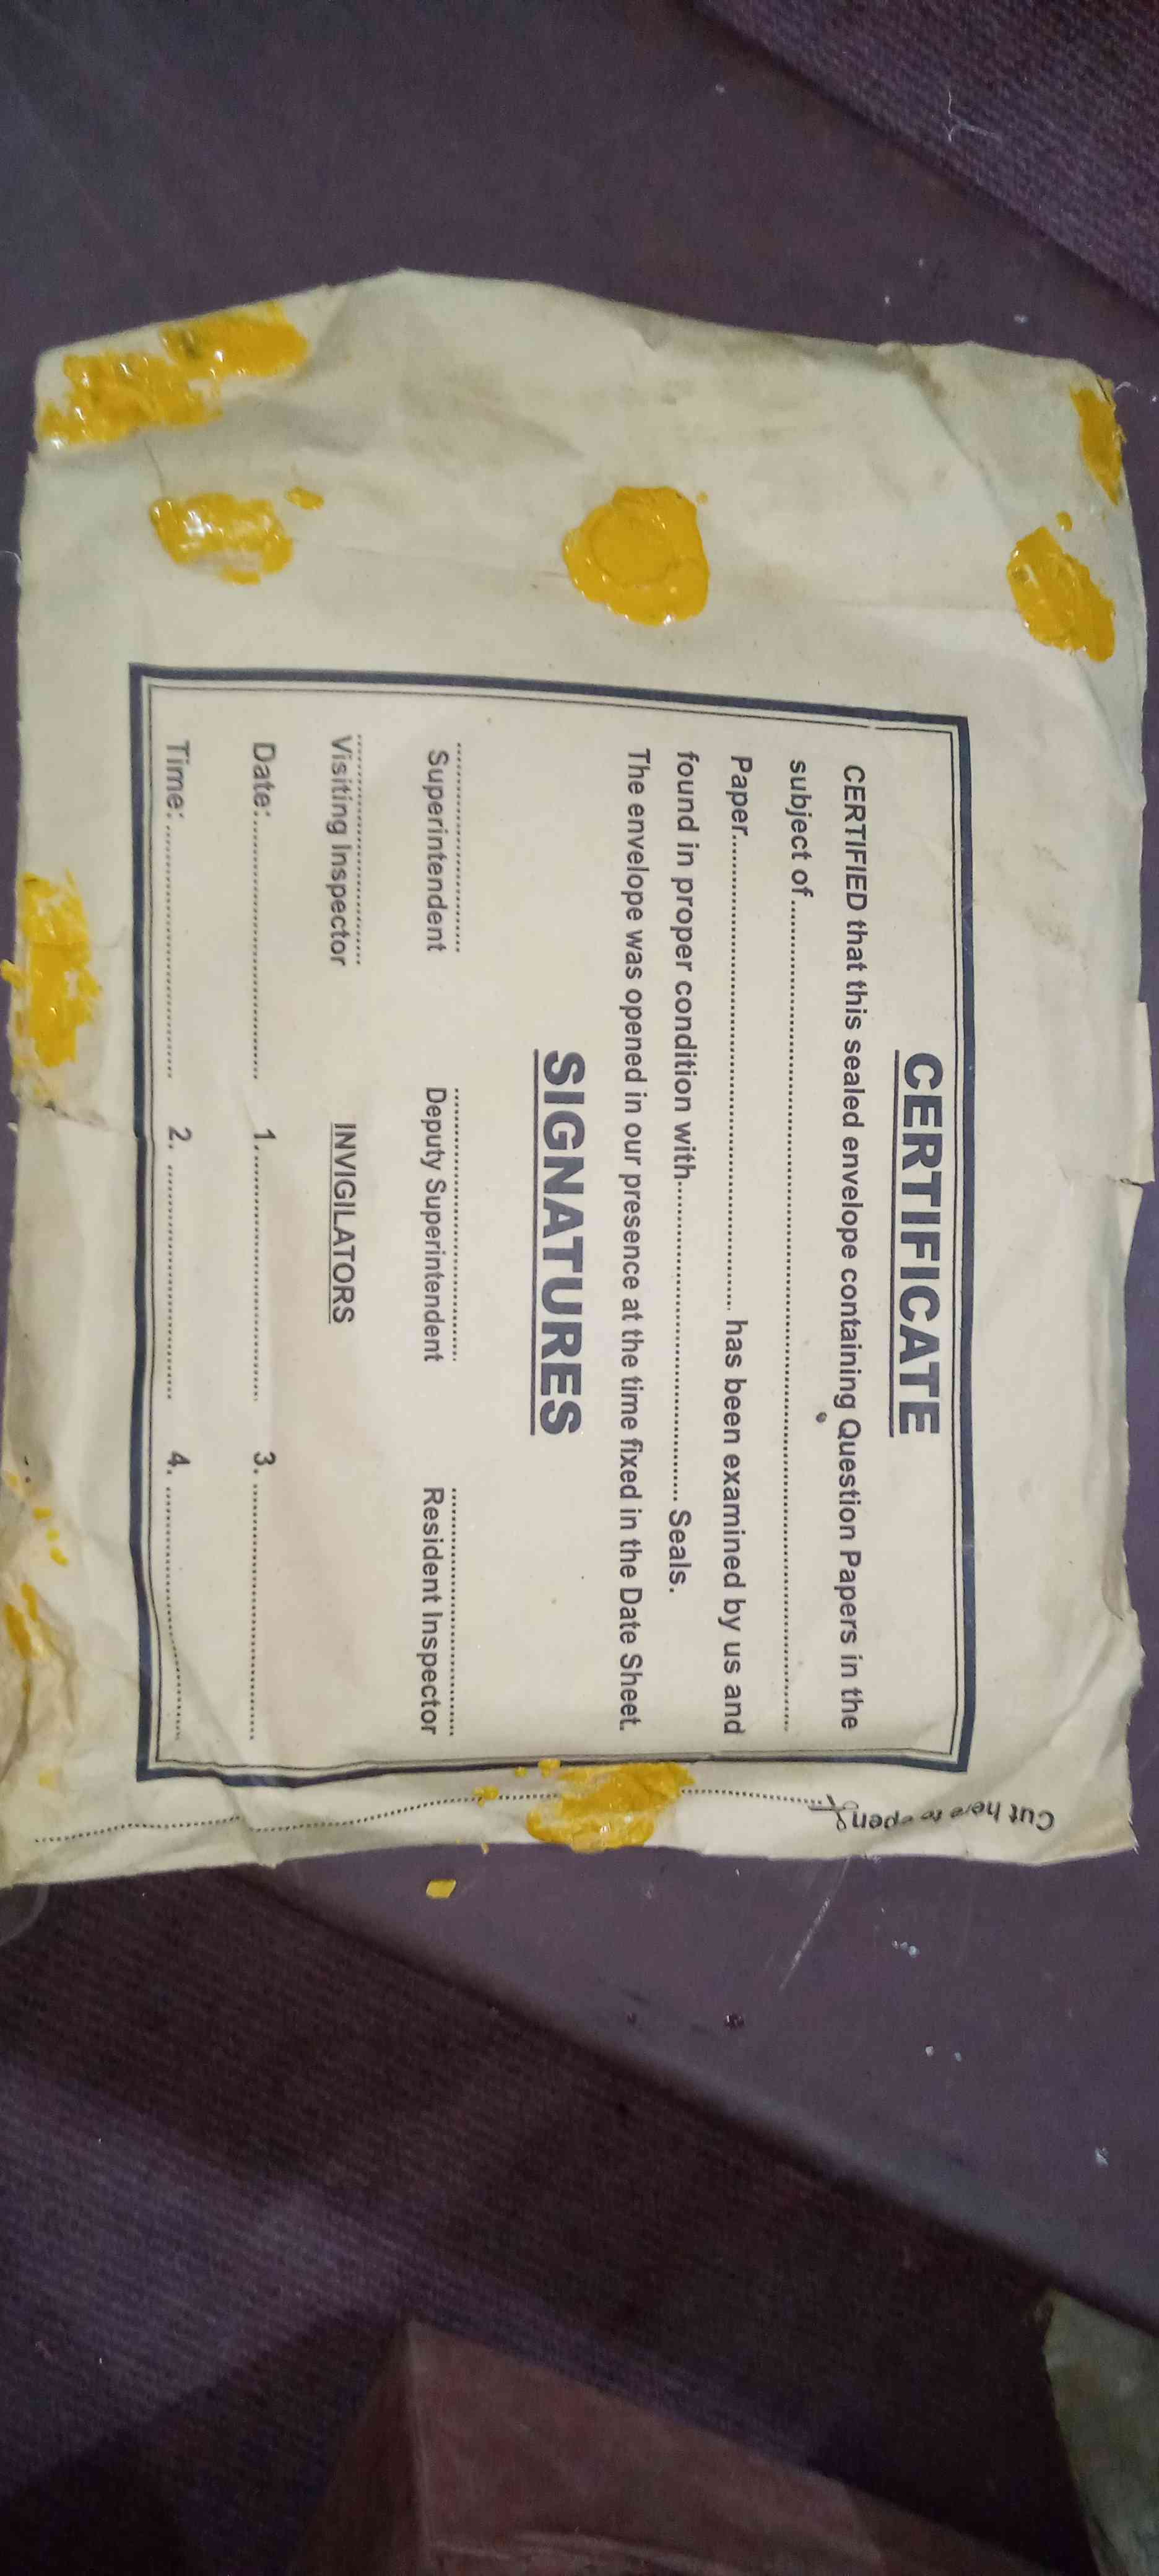 CERTIFICATE
CERTIFIED that this sealed envelope containing Question Papers in the
subject of ..............................................................................
Paper.................................................... has been examined by us and
found in proper condition with................................... Seals.
The envelope was opened in our presence at the time fixed in the Date Sheet.
SIGNATURES
Superintendent Deputy Superintendent Resident Inspector
Visiting Inspector INVIGILATORS
Date:............................ 1............................ 3. ............................
Time: ............................ 2. ............................ 4. ............................
Cut here to open